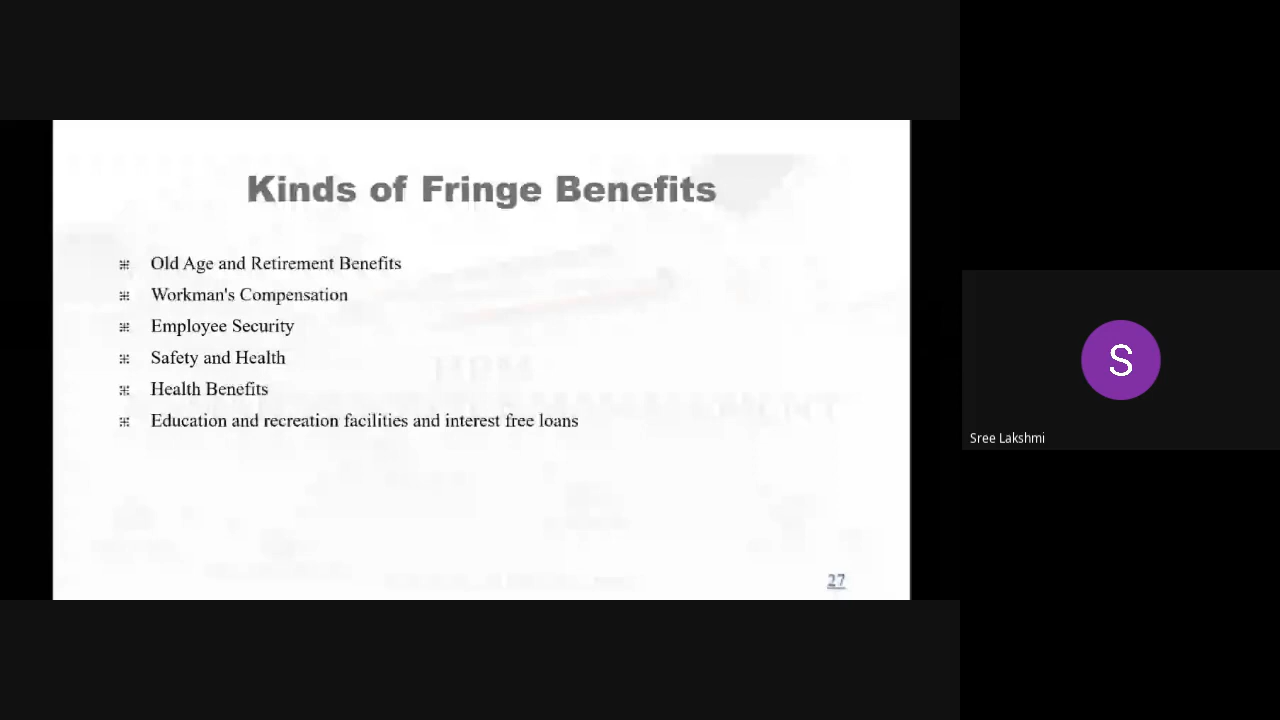 Kinds of Fringe Benefits
Old Age and Retirement Benefits
Workman's Compensation
Employee Security
Safety and Health
Health Benefits
Education and recreation facilities and interest free loans
27
S
Sree Lakshmi